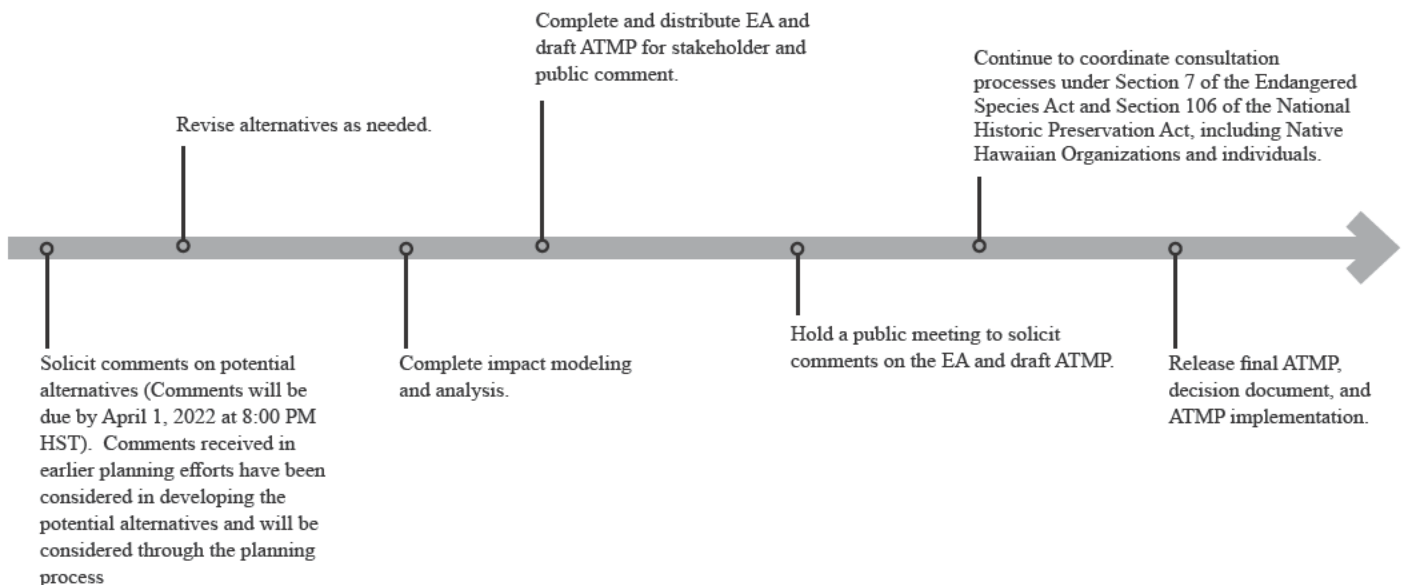 Solicit comments on potential
alternatives (Comments will be
due by April 1, 2022 at 8:00 PM
HST).  Comments received in
earlier planning efforts have been
considered in developing the
potential alternatives and will be
considered through the planning
process
Revise alternatives as needed.
Complete impact modeling
and analysis.
Complete and distribute EA and
draft ATMP for stakeholder and
public comment.
Hold a public meeting to solicit
comments on the EA and draft ATMP.
Continue to coordinate consultation
processes under Section 7 of the Endangered
Species Act and Section 106 of the National
Historic Preservation Act, including Native
Hawaiian Organizations and individuals.
Release final ATMP,
decision document, and
ATMP implementation.